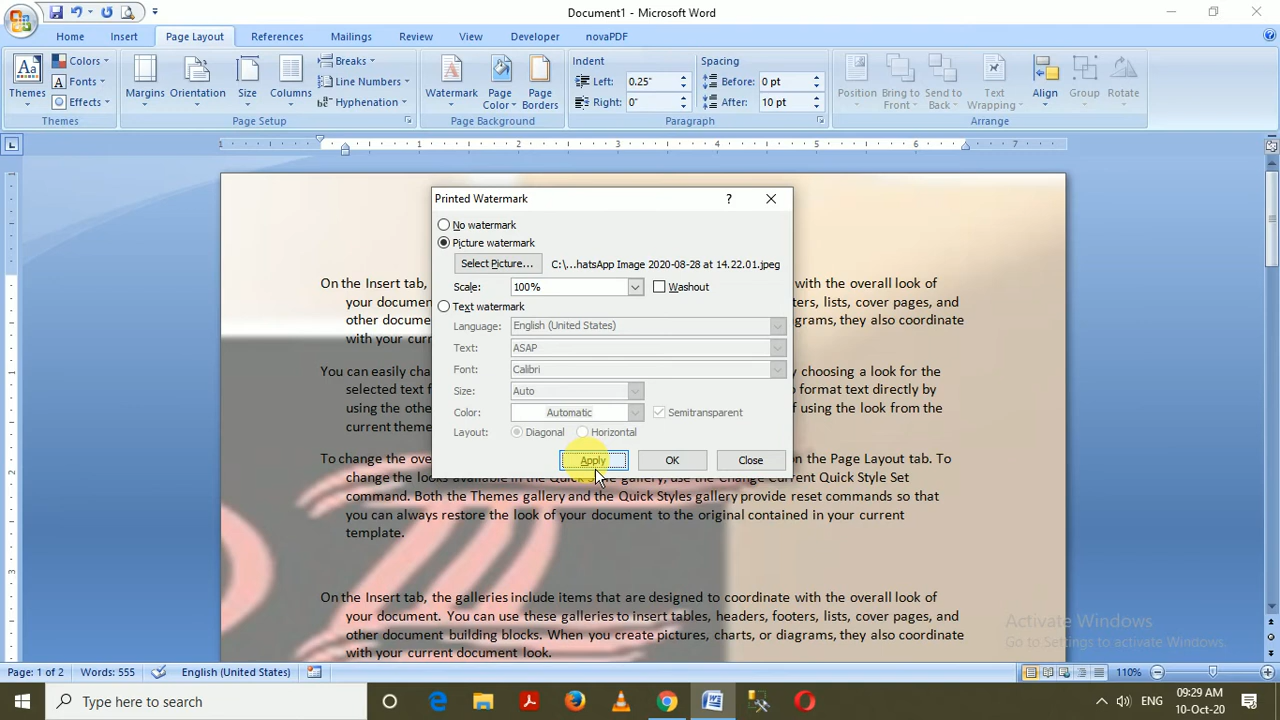 Document1 - Microsoft Word
Home Insert Page Layout References Mailings Review View Developer novaPDF
Themes
Colors
Fonts
Effects
Themes
Margins
Orientation
Size
Columns
Breaks
Line Numbers
Hyphenation
Page Setup
Watermark
Page Color
Page Borders
Page Background
Indent
Left: 0.25"
Right: 0"
Spacing
Before: 0 pt
After: 10 pt
Paragraph
Position
Bring to Front
Send to Back
Text Wrapping
Align
Group
Rotate
Arrange
1 1 2 3 4 5 6 7
Printed Watermark
No watermark
Picture watermark
Select Picture... C:\...hatsApp Image 2020-08-28 at 14.22.01.jpeg
Scale: 100% Washout
Text watermark
Language: English (United States)
Text: ASAP
Font: Calibri
Size: Auto
Color: Automatic Semitransparent
Layout: Diagonal Horizontal
Apply OK Close
On the Insert tab, with the overall look of
your documen ters, lists, cover pages, and
other docume grams, they also coordinate
with your curr
You can easily cha y choosing a look for the
selected text f o format text directly by
using the othe f using the look from the
current theme
To change the ove on the Page Layout tab. To
change the looks available in the Quick Style gallery, use the Change Current Quick Style Set
command. Both the Themes gallery and the Quick Styles gallery provide reset commands so that
you can always restore the look of your document to the original contained in your current
template.
On the Insert tab, the galleries include items that are designed to coordinate with the overall look of
your document. You can use these galleries to insert tables, headers, footers, lists, cover pages, and
other document building blocks. When you create pictures, charts, or diagrams, they also coordinate
with your current document look.
Activate Windows
Go to Settings to activate Windows.
Page: 1 of 2 Words: 555 English (United States) 110%
Type here to search
ENG
09:29 AM
10-Oct-20